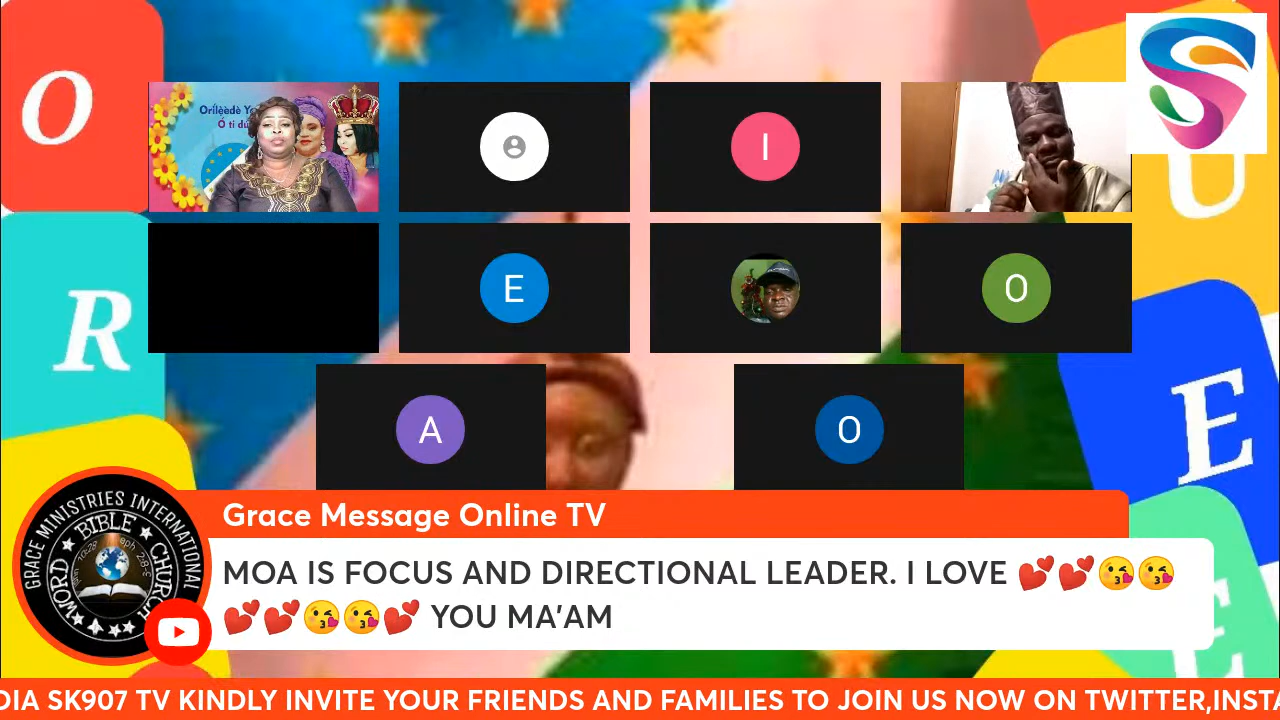 O
R
U
E
E
S
Orílèèdè Yo
Ó ti dú
I
E
O
A
O
GRACE MINISTRIES INTERNATIONAL
BIBLE
WORD
CHURCH
Grace Message Online TV
MOA IS FOCUS AND DIRECTIONAL LEADER. I LOVE 💕💕😘😘
💕💕😘😘💕 YOU MA'AM
DIA SK907 TV KINDLY INVITE YOUR FRIENDS AND FAMILIES TO JOIN US NOW ON TWITTER,INSTA